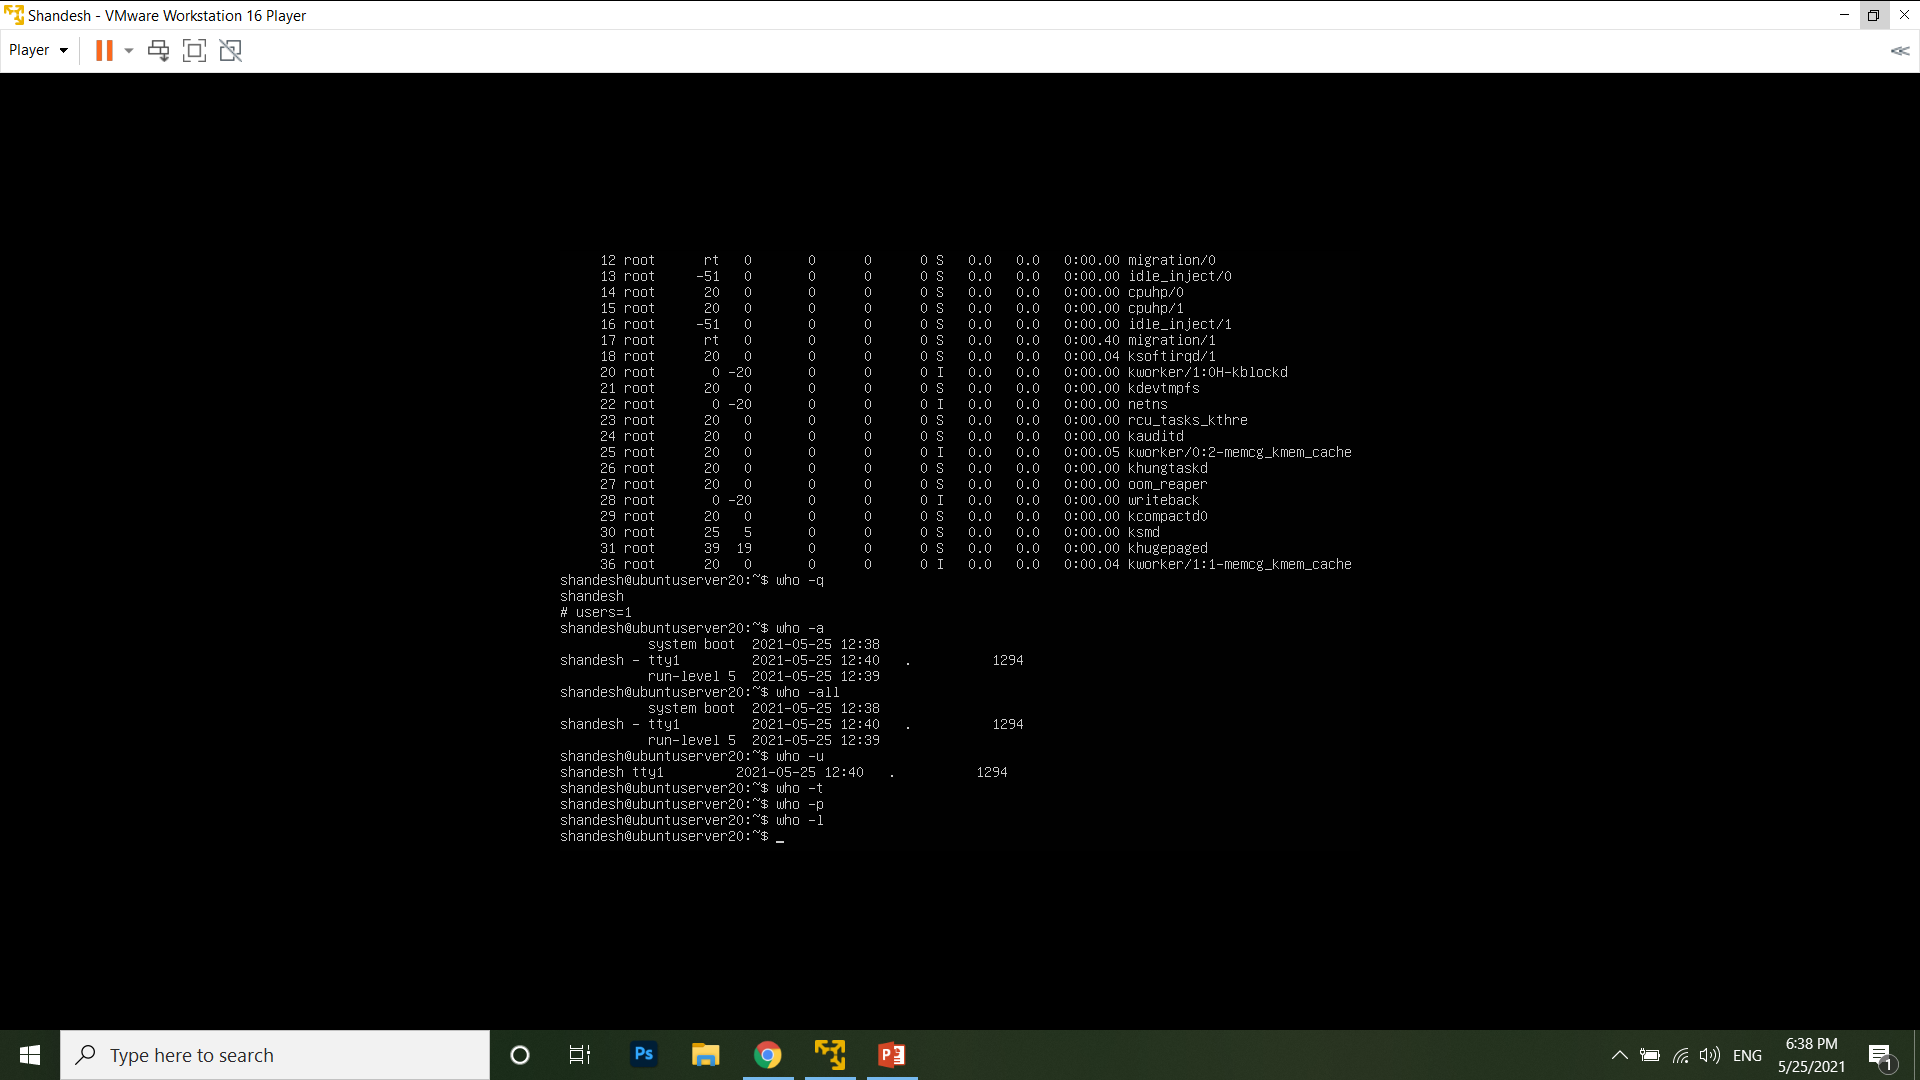 Shandesh - VMware Workstation 16 Player
Player
12 root rt 0 0 0 0 S 0.0 0.0 0:00.00 migration/0
13 root -51 0 0 0 0 S 0.0 0.0 0:00.00 idle_inject/0
14 root 20 0 0 0 0 S 0.0 0.0 0:00.00 cpuhp/0
15 root 20 0 0 0 0 S 0.0 0.0 0:00.00 cpuhp/1
16 root -51 0 0 0 0 S 0.0 0.0 0:00.00 idle_inject/1
17 root rt 0 0 0 0 S 0.0 0.0 0:00.40 migration/1
18 root 20 0 0 0 0 S 0.0 0.0 0:00.04 ksoftirqd/1
20 root 0 -20 0 0 0 I 0.0 0.0 0:00.00 kworker/1:0H-kblockd
21 root 20 0 0 0 0 S 0.0 0.0 0:00.00 kdevtmpfs
22 root 0 -20 0 0 0 I 0.0 0.0 0:00.00 netns
23 root 20 0 0 0 0 S 0.0 0.0 0:00.00 rcu_tasks_kthre
24 root 20 0 0 0 0 S 0.0 0.0 0:00.00 kauditd
25 root 20 0 0 0 0 I 0.0 0.0 0:00.05 kworker/0:2-memcg_kmem_cache
26 root 20 0 0 0 0 S 0.0 0.0 0:00.00 khungtaskd
27 root 20 0 0 0 0 S 0.0 0.0 0:00.00 oom_reaper
28 root 0 -20 0 0 0 I 0.0 0.0 0:00.00 writeback
29 root 20 0 0 0 0 S 0.0 0.0 0:00.00 kcompactd0
30 root 25 5 0 0 0 S 0.0 0.0 0:00.00 ksmd
31 root 39 19 0 0 0 S 0.0 0.0 0:00.00 khugepaged
36 root 20 0 0 0 0 I 0.0 0.0 0:00.04 kworker/1:1-memcg_kmem_cache
shandesh@ubuntuserver20:~$ who -q
shandesh
# users=1
shandesh@ubuntuserver20:~$ who -a
system boot 2021-05-25 12:38
shandesh - tty1 2021-05-25 12:40 . 1294
run-level 5 2021-05-25 12:39
shandesh@ubuntuserver20:~$ who -all
system boot 2021-05-25 12:38
shandesh - tty1 2021-05-25 12:40 . 1294
run-level 5 2021-05-25 12:39
shandesh@ubuntuserver20:~$ who -u
shandesh tty1 2021-05-25 12:40 . 1294
shandesh@ubuntuserver20:~$ who -t
shandesh@ubuntuserver20:~$ who -p
shandesh@ubuntuserver20:~$ who -l
shandesh@ubuntuserver20:~$ _
Type here to search
Ps
P
ENG
6:38 PM
5/25/2021
1